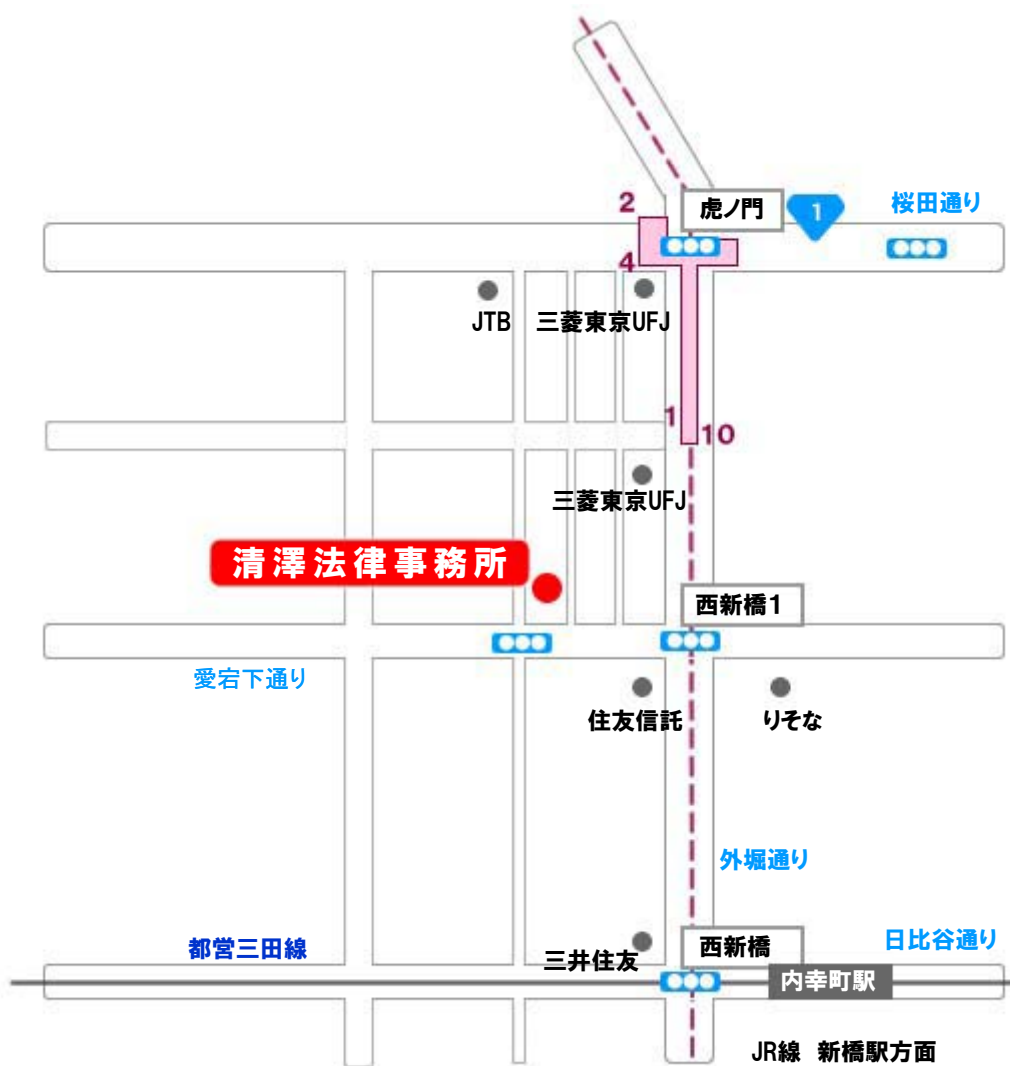 2
虎ノ門
1
桜田通り
4
JTB
三菱東京UFJ
1
10
三菱東京UFJ
清澤法律事務所
西新橋1
愛宕下通り
住友信託
りそな
外堀通り
都営三田線
三井住友
西新橋
日比谷通り
内幸町駅
JR線 新橋駅方面